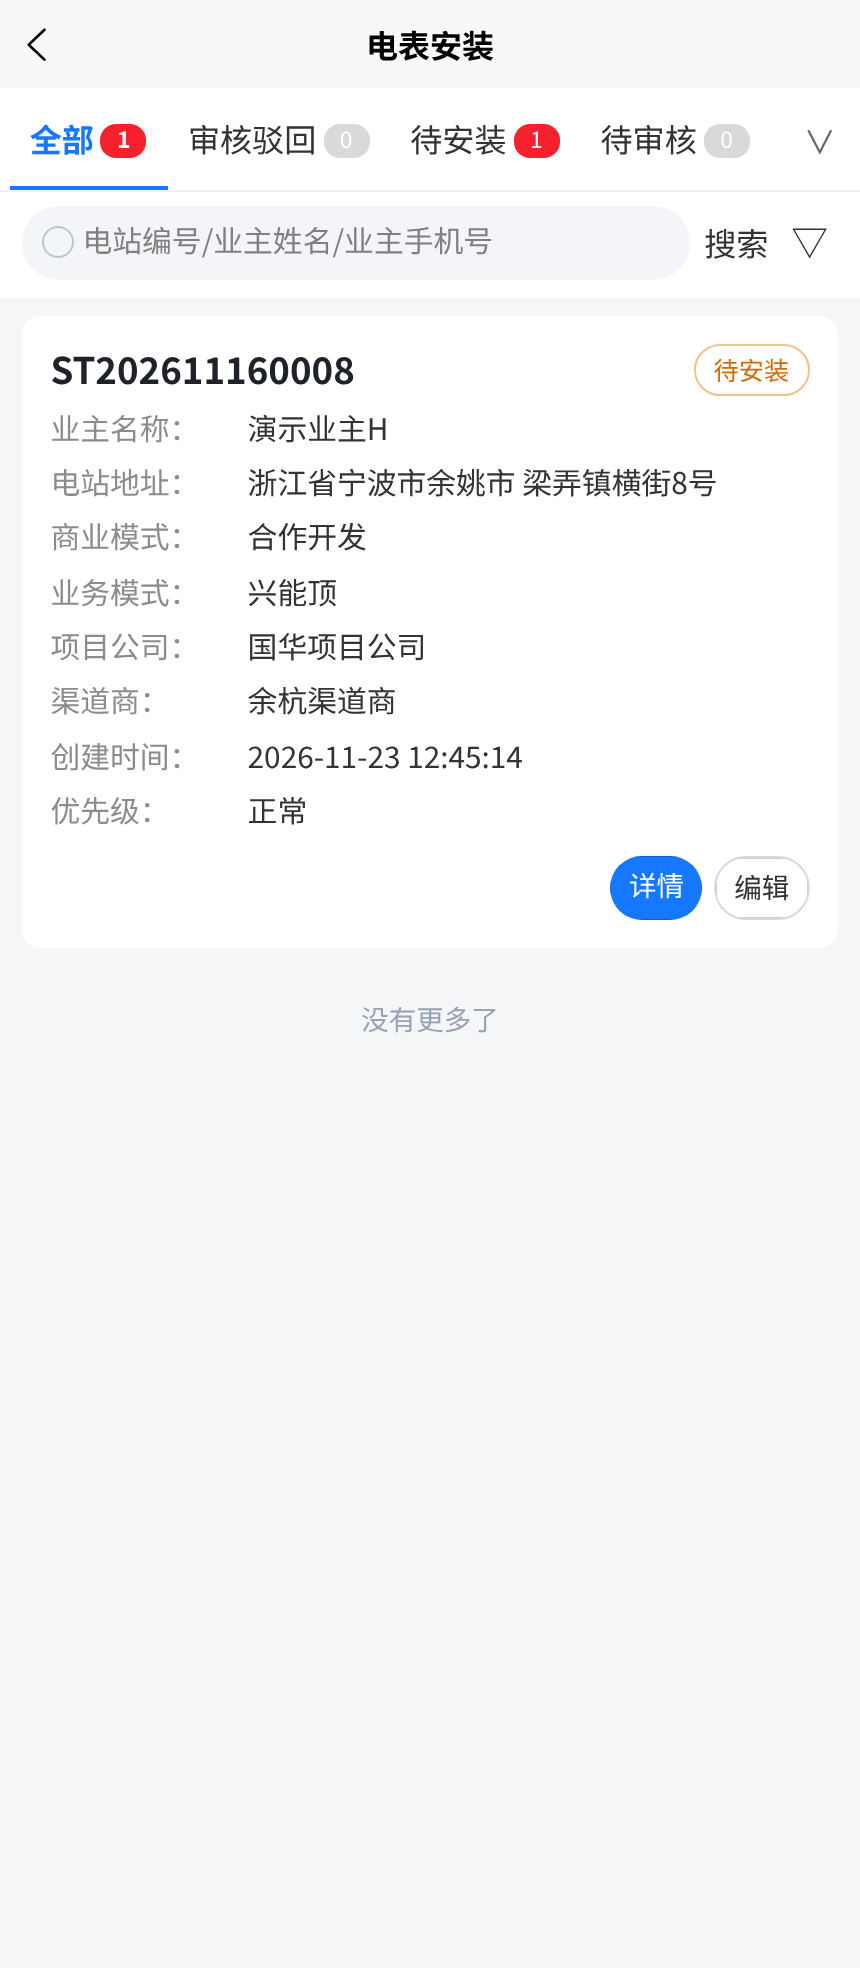 电表安装
全部 1 审核驳回 0 待安装 1 待审核 0
电站编号/业主姓名/业主手机号 搜索
ST202611160008 待安装
业主名称： 演示业主H
电站地址： 浙江省宁波市余姚市 梁弄镇横街8号
商业模式： 合作开发
业务模式： 兴能顶
项目公司： 国华项目公司
渠道商： 余杭渠道商
创建时间： 2026-11-23 12:45:14
优先级： 正常
详情 编辑
没有更多了